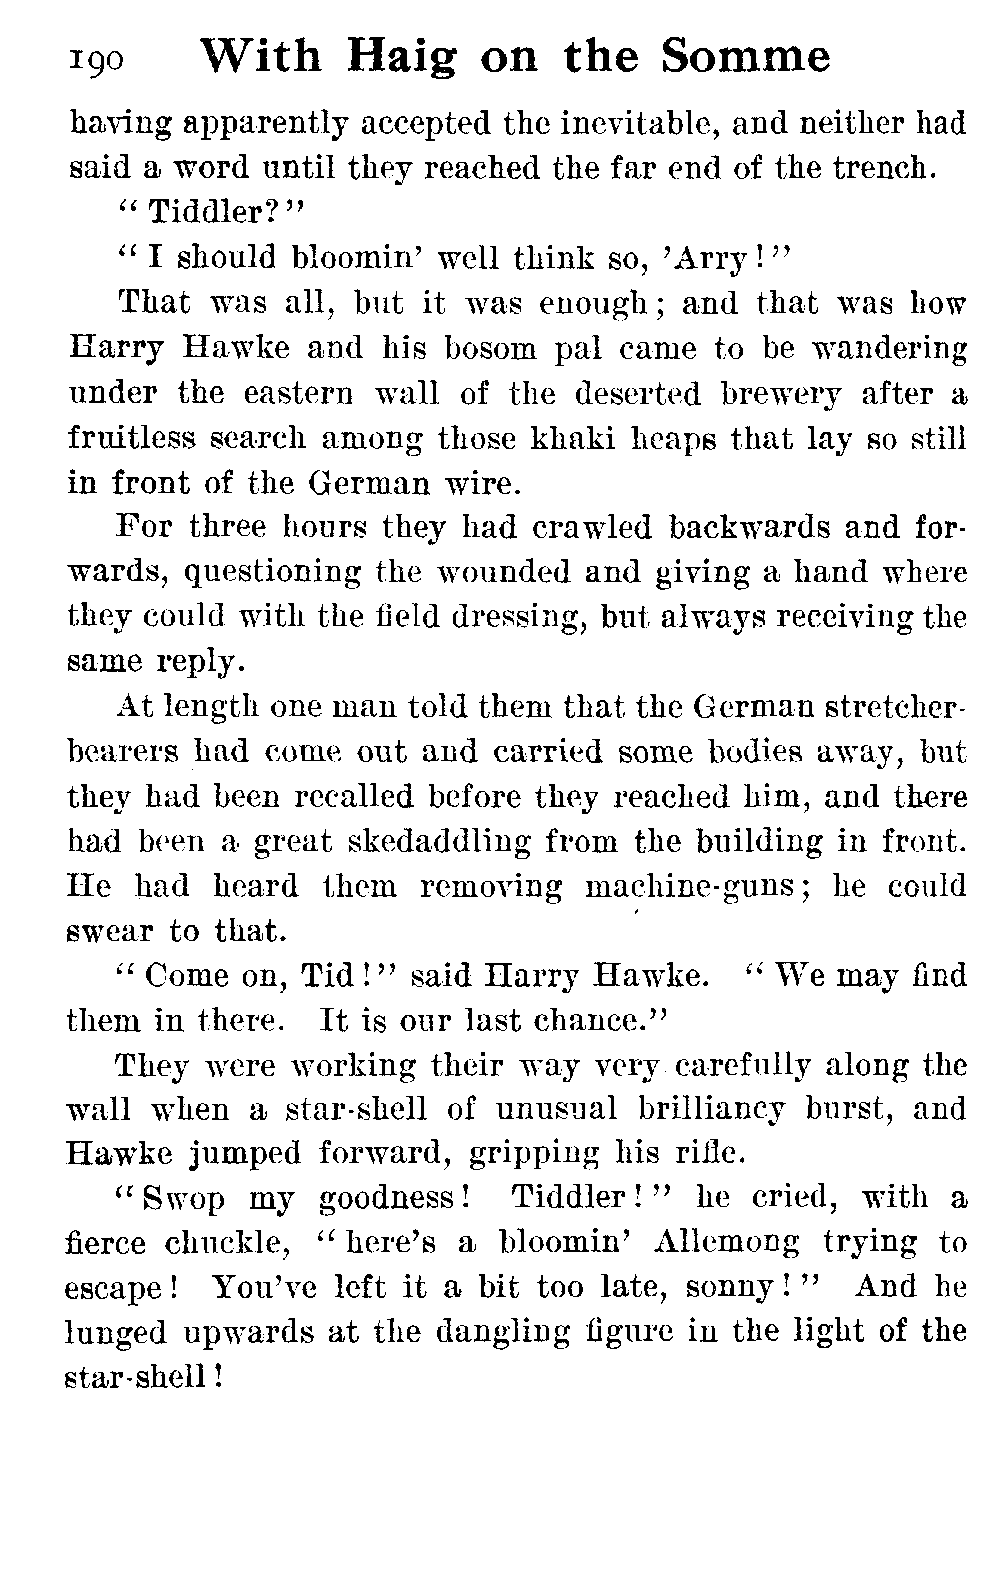 190 With Haig on the Somme
having apparently accepted the inevitable, and neither had
said a word until they reached the far end of the trench.
“Tiddler?”
“I should bloomin’ well think so, ’Arry!”
That was all, but it was enough; and that was how
Harry Hawke and his bosom pal came to be wandering
under the eastern wall of the deserted brewery after a
fruitless search among those khaki heaps that lay so still
in front of the German wire.
For three hours they had crawled backwards and for-
wards, questioning the wounded and giving a hand where
they could with the field dressing, but always receiving the
same reply.
At length one man told them that the German stretcher-
bearers had come out and carried some bodies away, but
they had been recalled before they reached him, and there
had been a great skedaddling from the building in front.
He had heard them removing machine-guns; he could
swear to that.
“Come on, Tid!” said Harry Hawke. “We may find
them in there. It is our last chance.”
They were working their way very carefully along the
wall when a star-shell of unusual brilliancy burst, and
Hawke jumped forward, gripping his rifle.
“Swop my goodness! Tiddler!” he cried, with a
fierce chuckle, “here’s a bloomin’ Allemong trying to
escape! You’ve left it a bit too late, sonny!” And he
lunged upwards at the dangling figure in the light of the
star-shell!